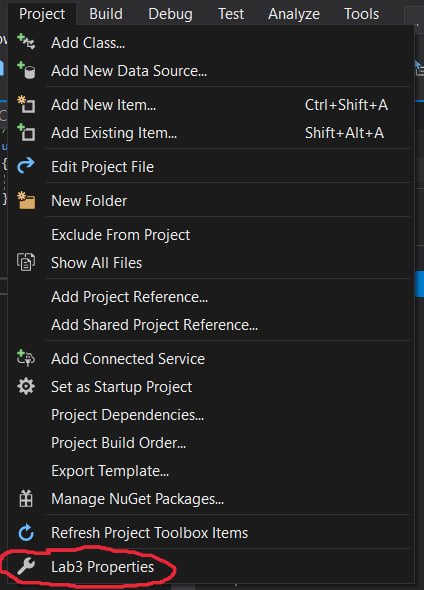 Project Build Debug Test Analyze Tools
Add Class...
Add New Data Source...
Add New Item... Ctrl+Shift+A
Add Existing Item... Shift+Alt+A
Edit Project File
New Folder
Exclude From Project
Show All Files
Add Project Reference...
Add Shared Project Reference...
Add Connected Service
Set as Startup Project
Project Dependencies...
Project Build Order...
Export Template...
Manage NuGet Packages...
Refresh Project Toolbox Items
Lab3 Properties